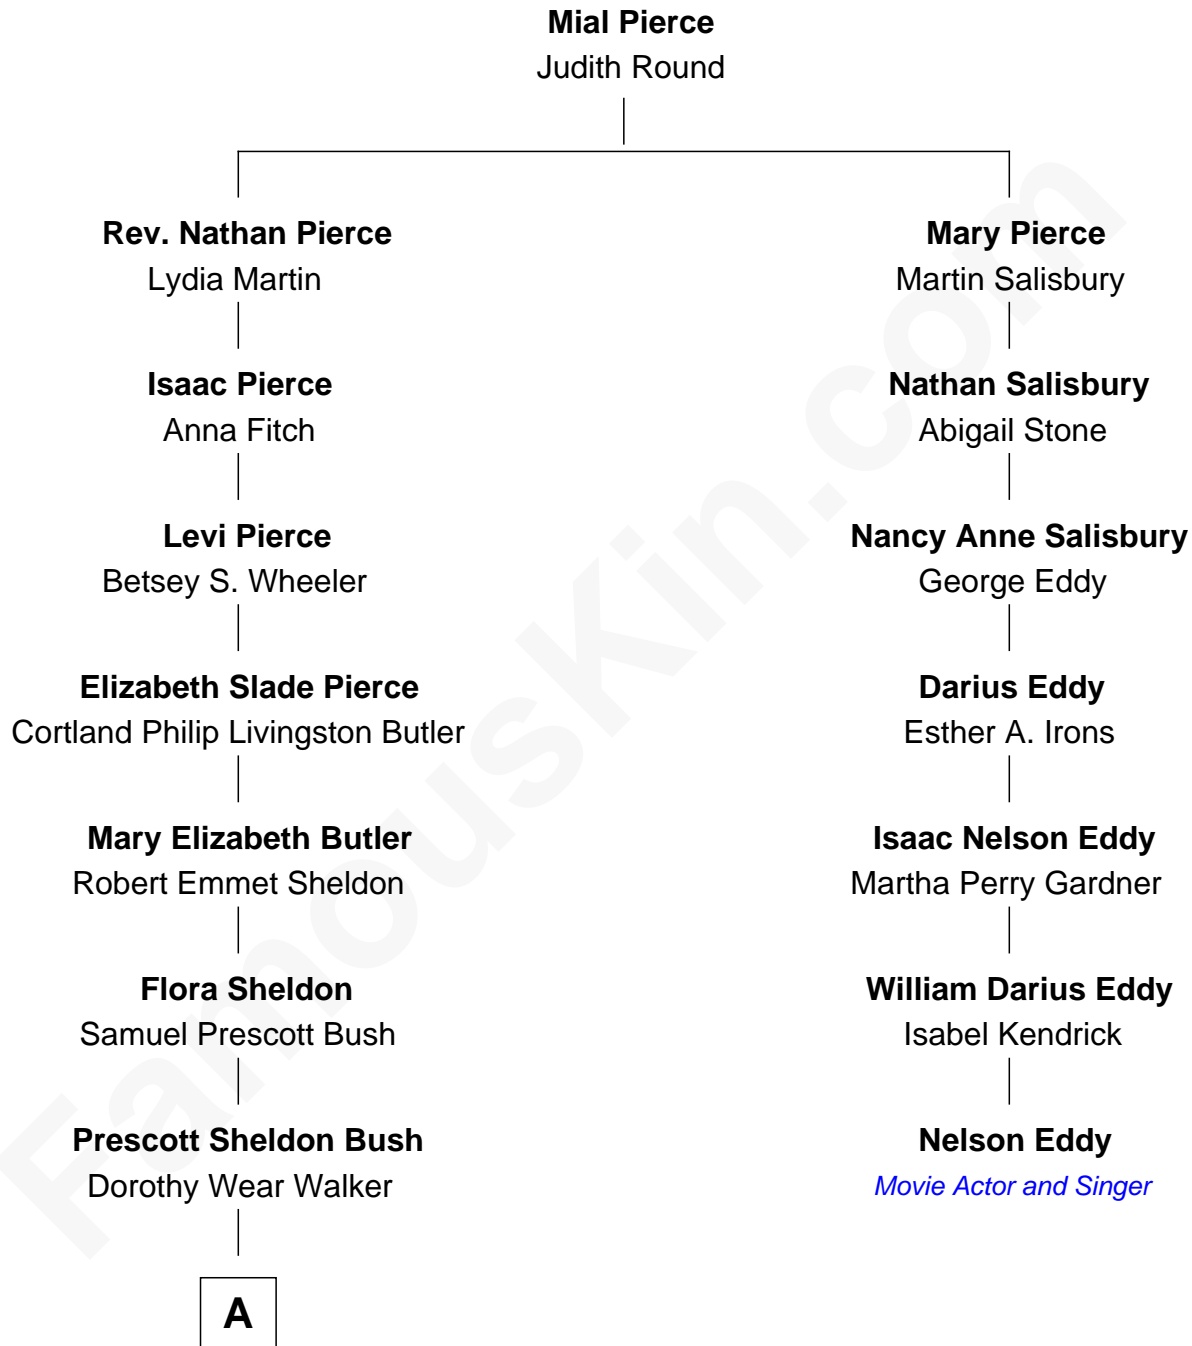 Mial Pierce
Judith Round
Rev. Nathan Pierce
Lydia Martin
Mary Pierce
Martin Salisbury
Isaac Pierce
Anna Fitch
Nathan Salisbury
Abigail Stone
Levi Pierce
Betsey S. Wheeler
Nancy Anne Salisbury
George Eddy
Elizabeth Slade Pierce
Cortland Philip Livingston Butler
Darius Eddy
Esther A. Irons
Mary Elizabeth Butler
Robert Emmet Sheldon
Isaac Nelson Eddy
Martha Perry Gardner
Flora Sheldon
Samuel Prescott Bush
William Darius Eddy
Isabel Kendrick
Prescott Sheldon Bush
Dorothy Wear Walker
Nelson Eddy
Movie Actor and Singer
A
FamousKin.com